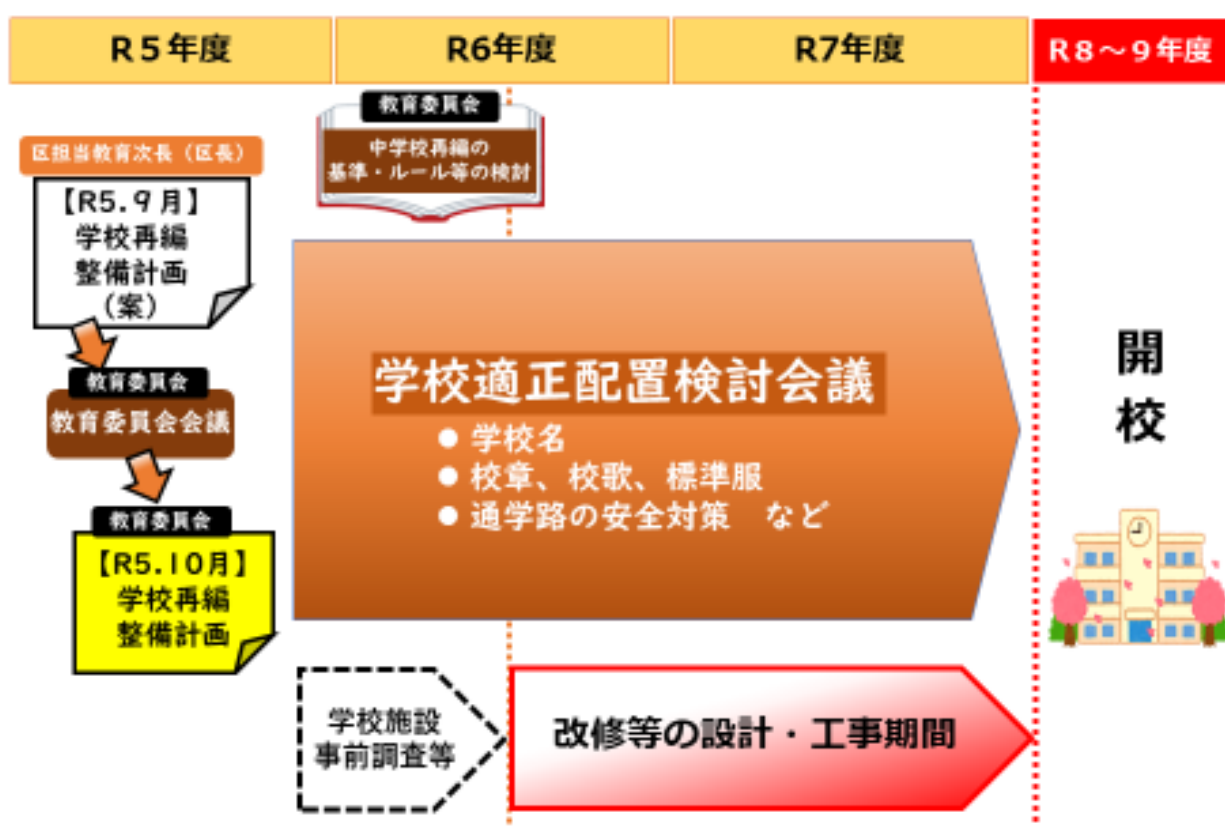 R5年度
R6年度
R7年度
R8～9年度
区担当教育次長（区長）
【R5.9月】
学校再編
整備計画
（案）
教育委員会
教育委員会会議
教育委員会
【R5.10月】
学校再編
整備計画
教育委員会
中学校再編の
基準・ルール等の検討
学校適正配置検討会議
● 学校名
● 校章、校歌、標準服
● 通学路の安全対策　など
学校施設
事前調査等
改修等の設計・工事期間
開
校